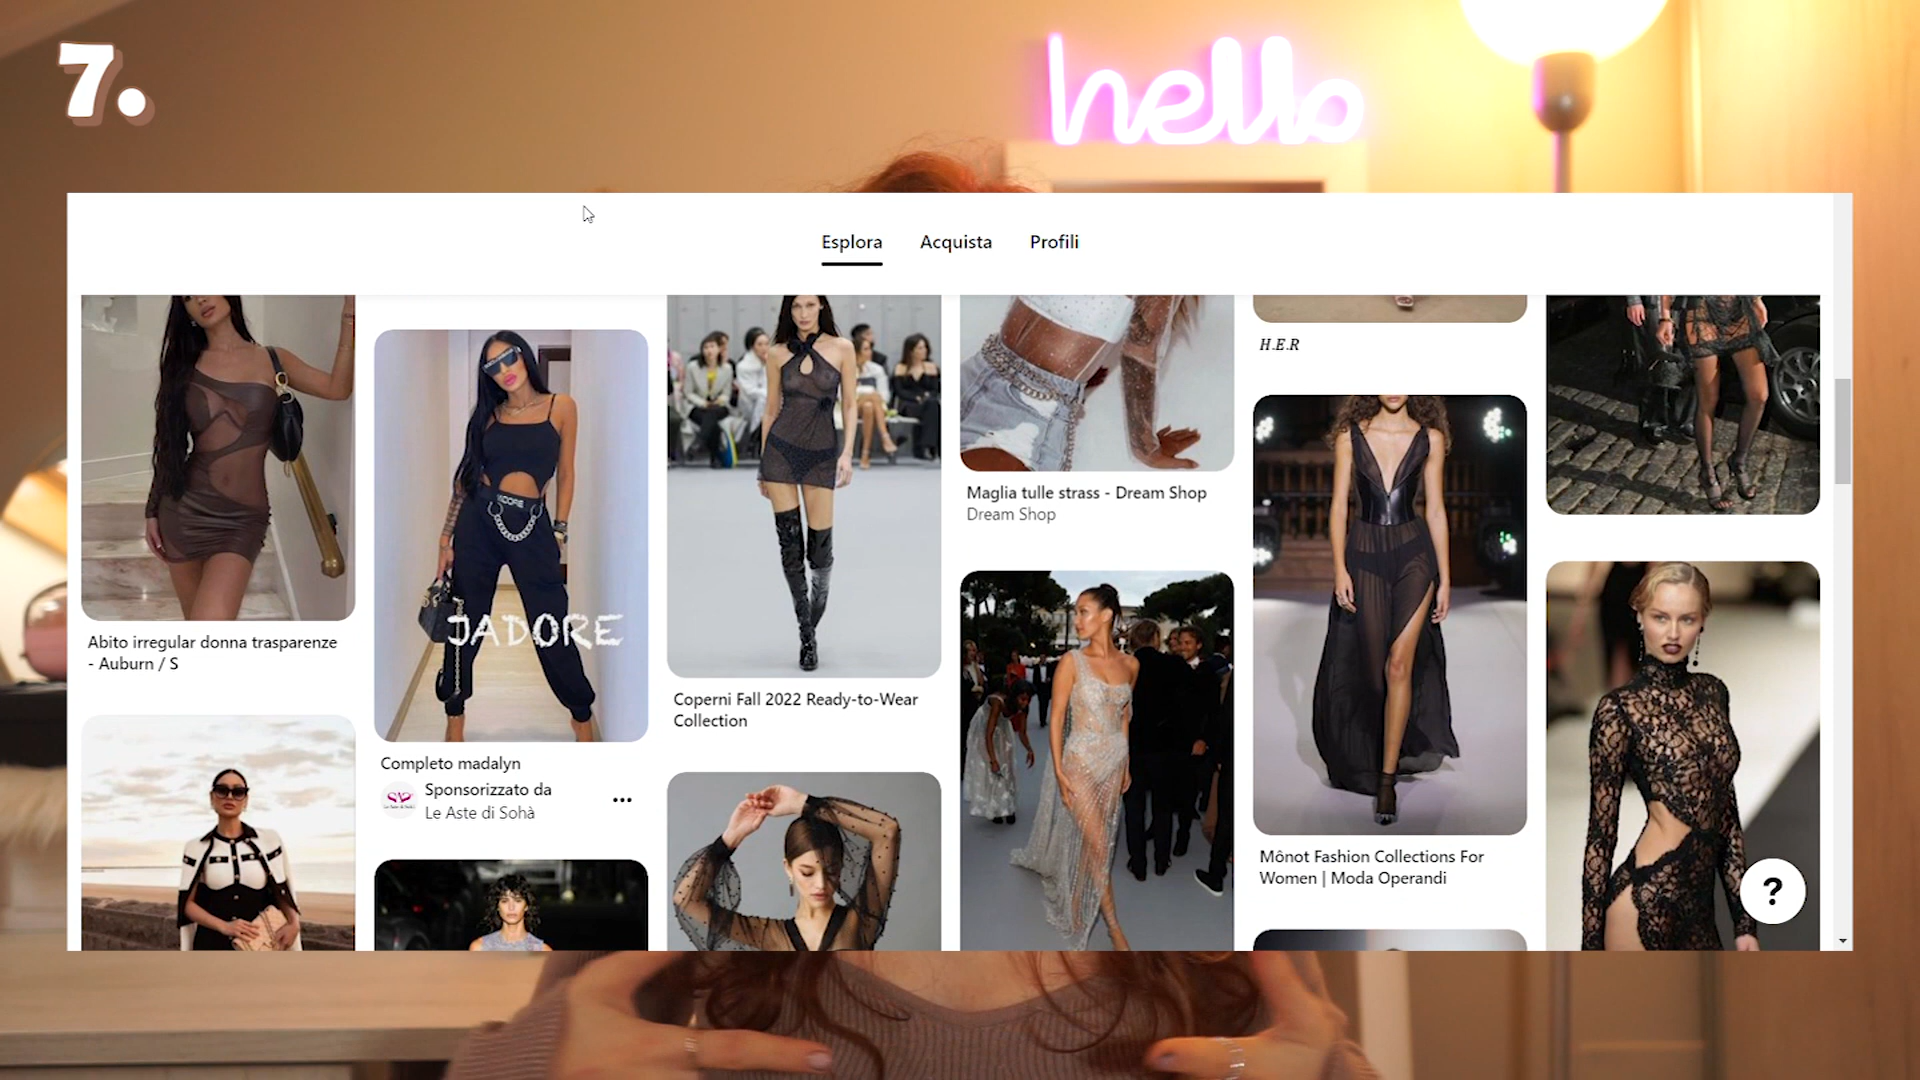 7.
hello
Esplora
Acquista
Profili
Abito irregular donna trasparenze
- Auburn / S
JADORE
Completo madalyn
Sponsorizzato da
Le Aste di Sohà
Coperni Fall 2022 Ready-to-Wear
Collection
Maglia tulle strass - Dream Shop
Dream Shop
H.E.R
Mônot Fashion Collections For
Women | Moda Operandi
?